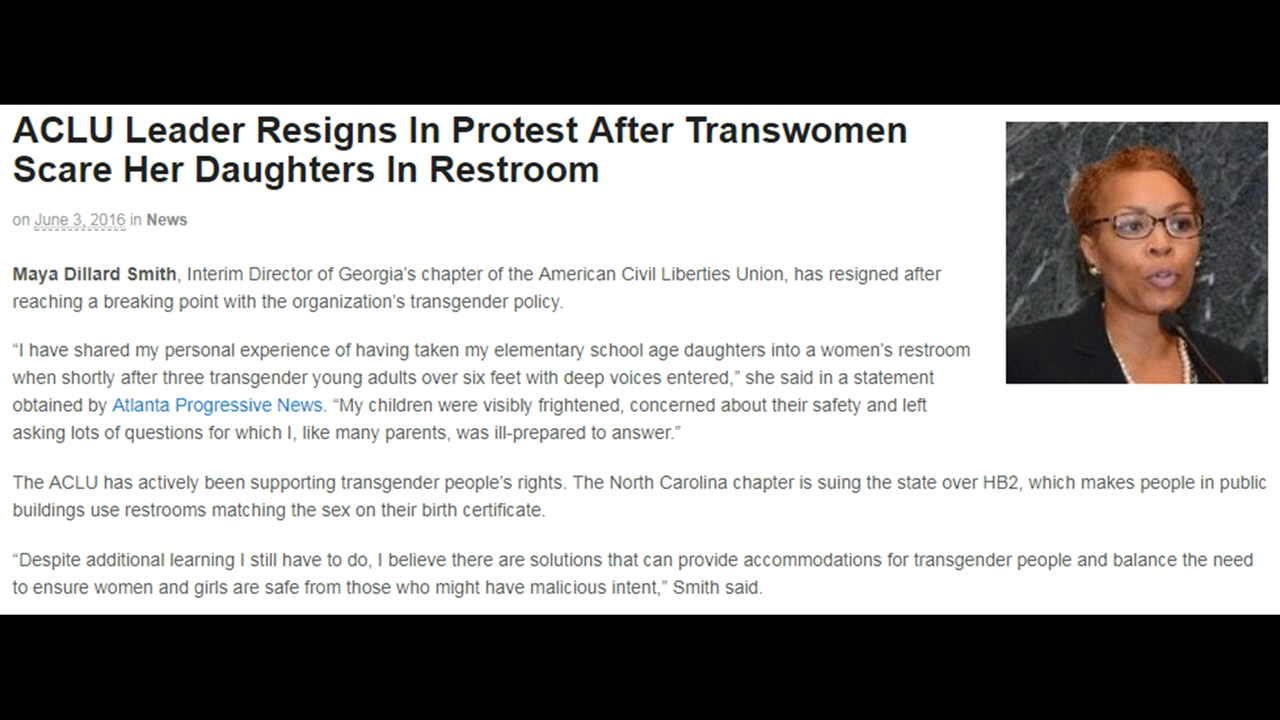 ACLU Leader Resigns In Protest After Transwomen
Scare Her Daughters In Restroom
on June 3, 2016 in News
Maya Dillard Smith, Interim Director of Georgia’s chapter of the American Civil Liberties Union, has resigned after
reaching a breaking point with the organization’s transgender policy.
“I have shared my personal experience of having taken my elementary school age daughters into a women’s restroom
when shortly after three transgender young adults over six feet with deep voices entered,” she said in a statement
obtained by Atlanta Progressive News. “My children were visibly frightened, concerned about their safety and left
asking lots of questions for which I, like many parents, was ill-prepared to answer.”
The ACLU has actively been supporting transgender people’s rights. The North Carolina chapter is suing the state over HB2, which makes people in public
buildings use restrooms matching the sex on their birth certificate.
“Despite additional learning I still have to do, I believe there are solutions that can provide accommodations for transgender people and balance the need
to ensure women and girls are safe from those who might have malicious intent,” Smith said.